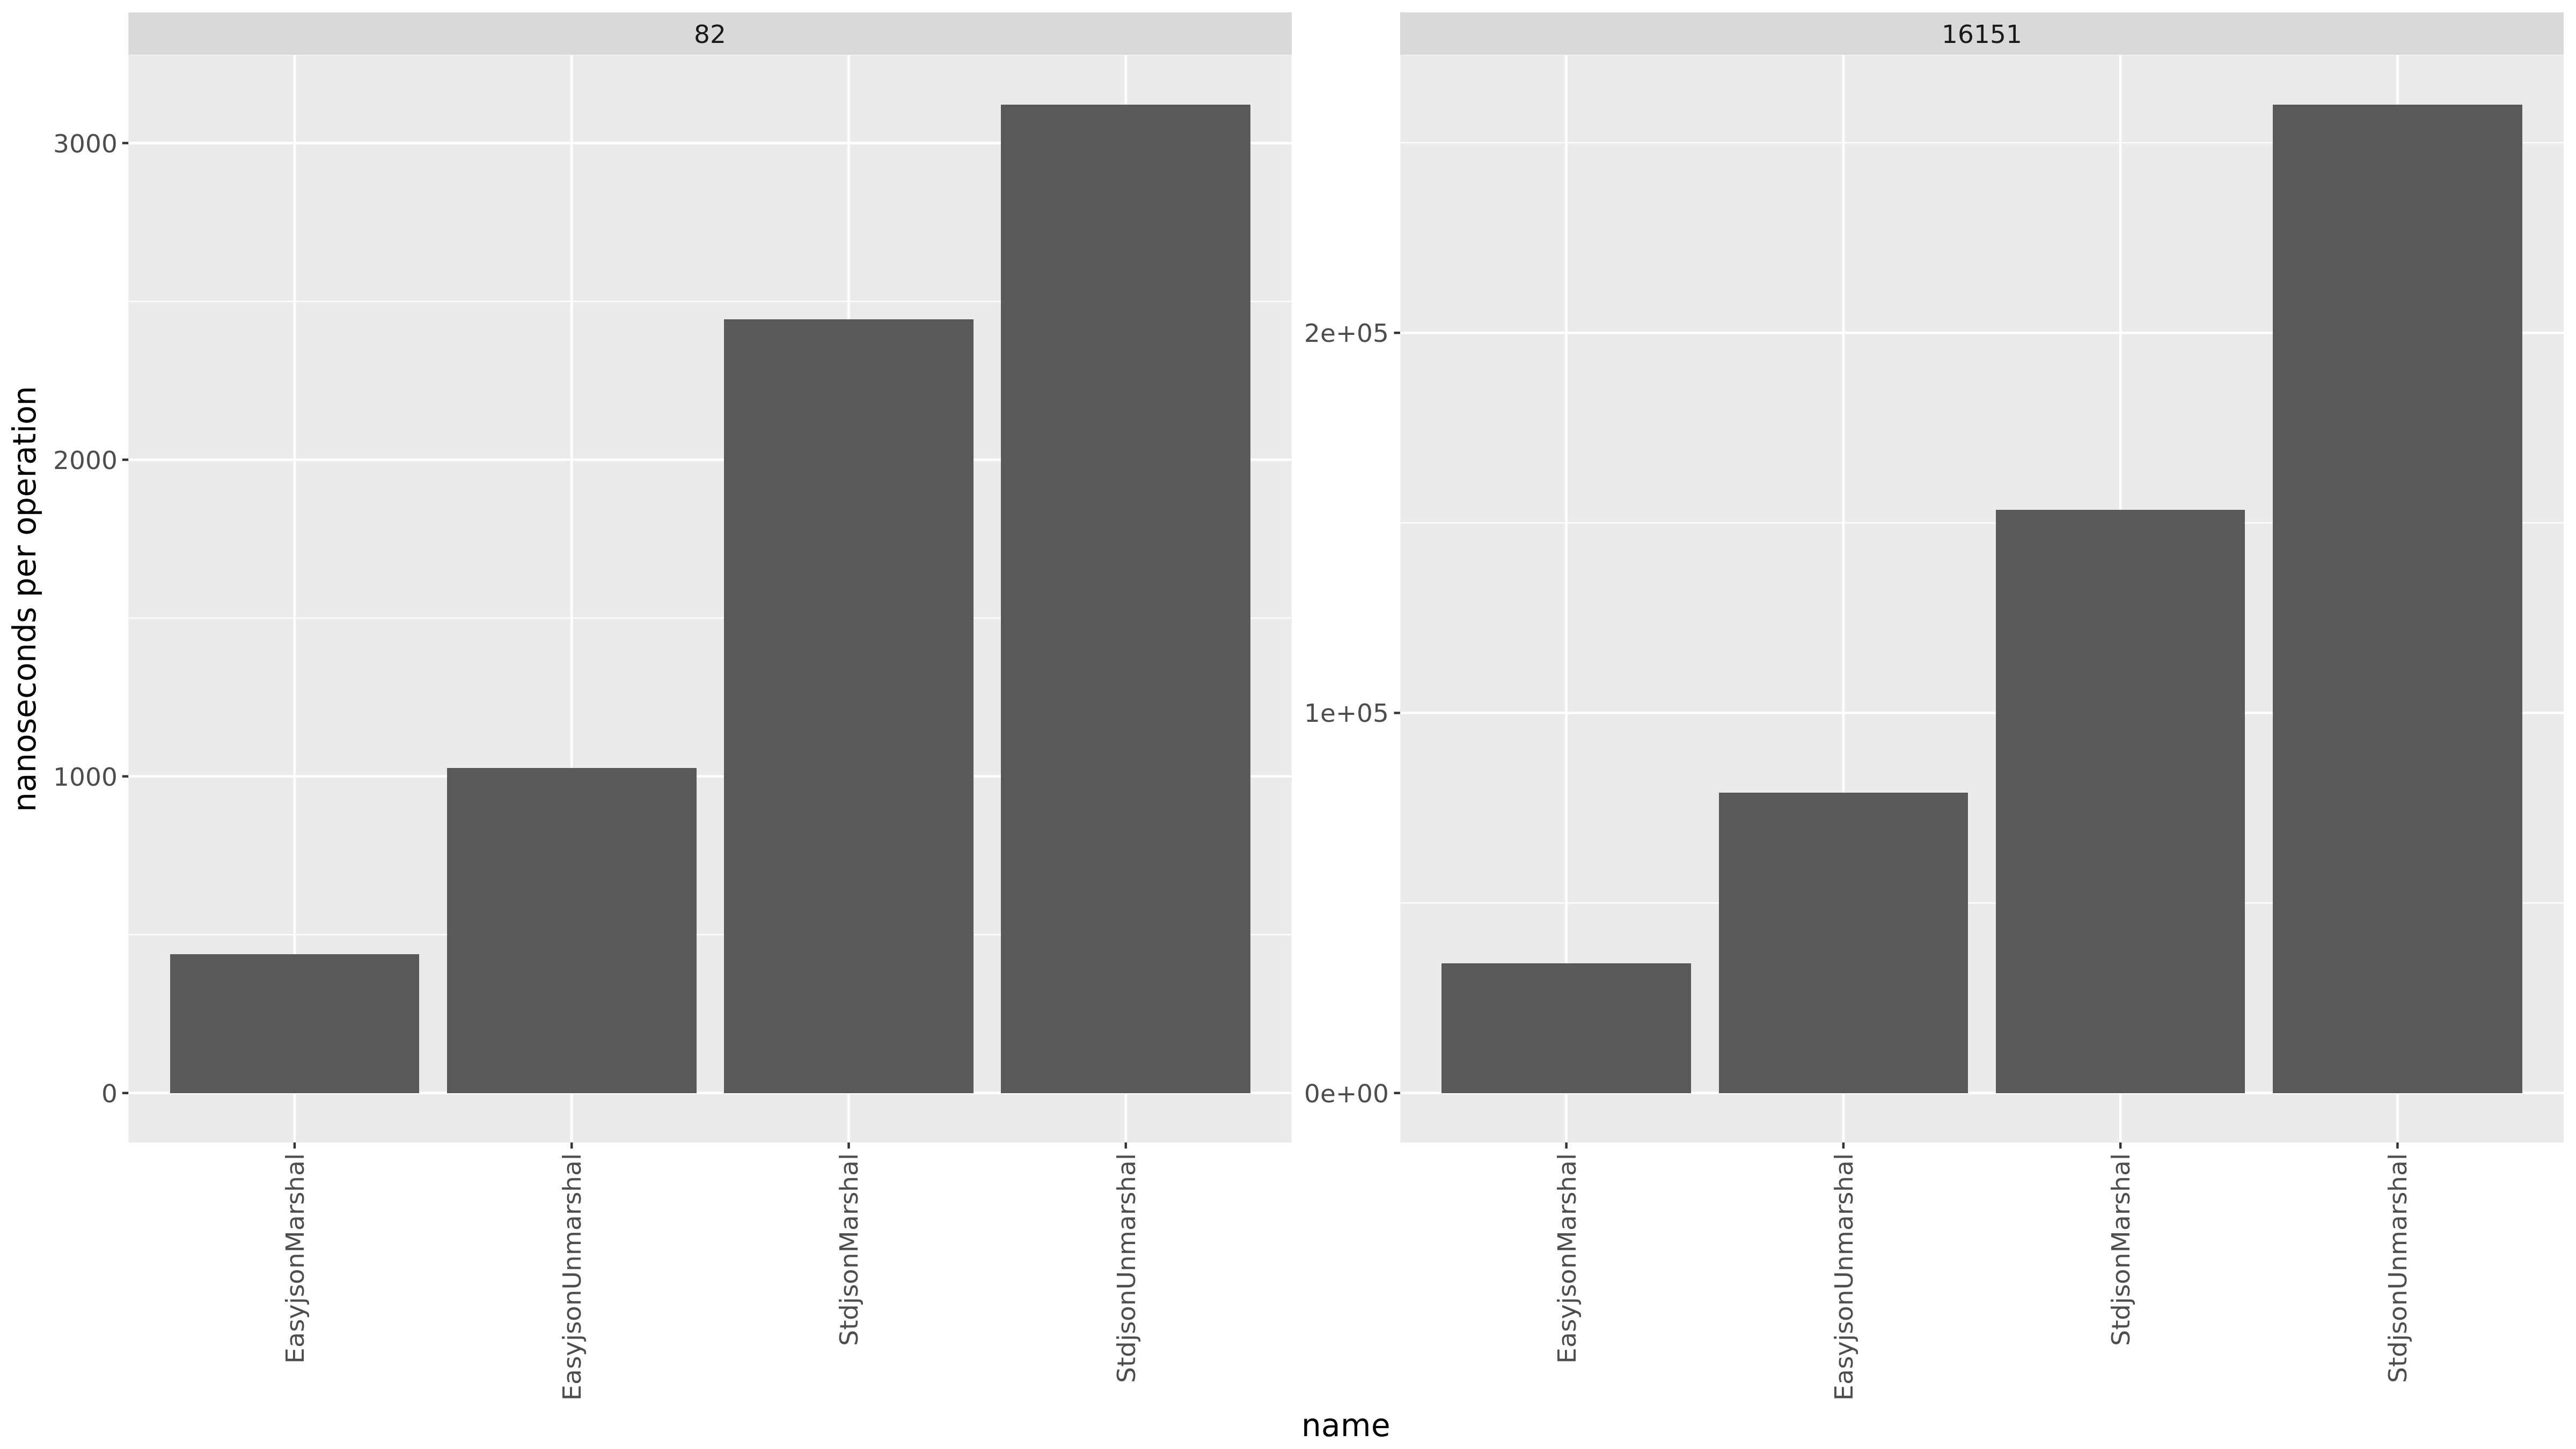 82
16151
nanoseconds per operation
3000
2000
1000
0
2e+05
1e+05
0e+00
EasyjsonMarshal
EasyjsonUnmarshal
StdjsonMarshal
StdjsonUnmarshal
EasyjsonMarshal
EasyjsonUnmarshal
StdjsonMarshal
StdjsonUnmarshal
name